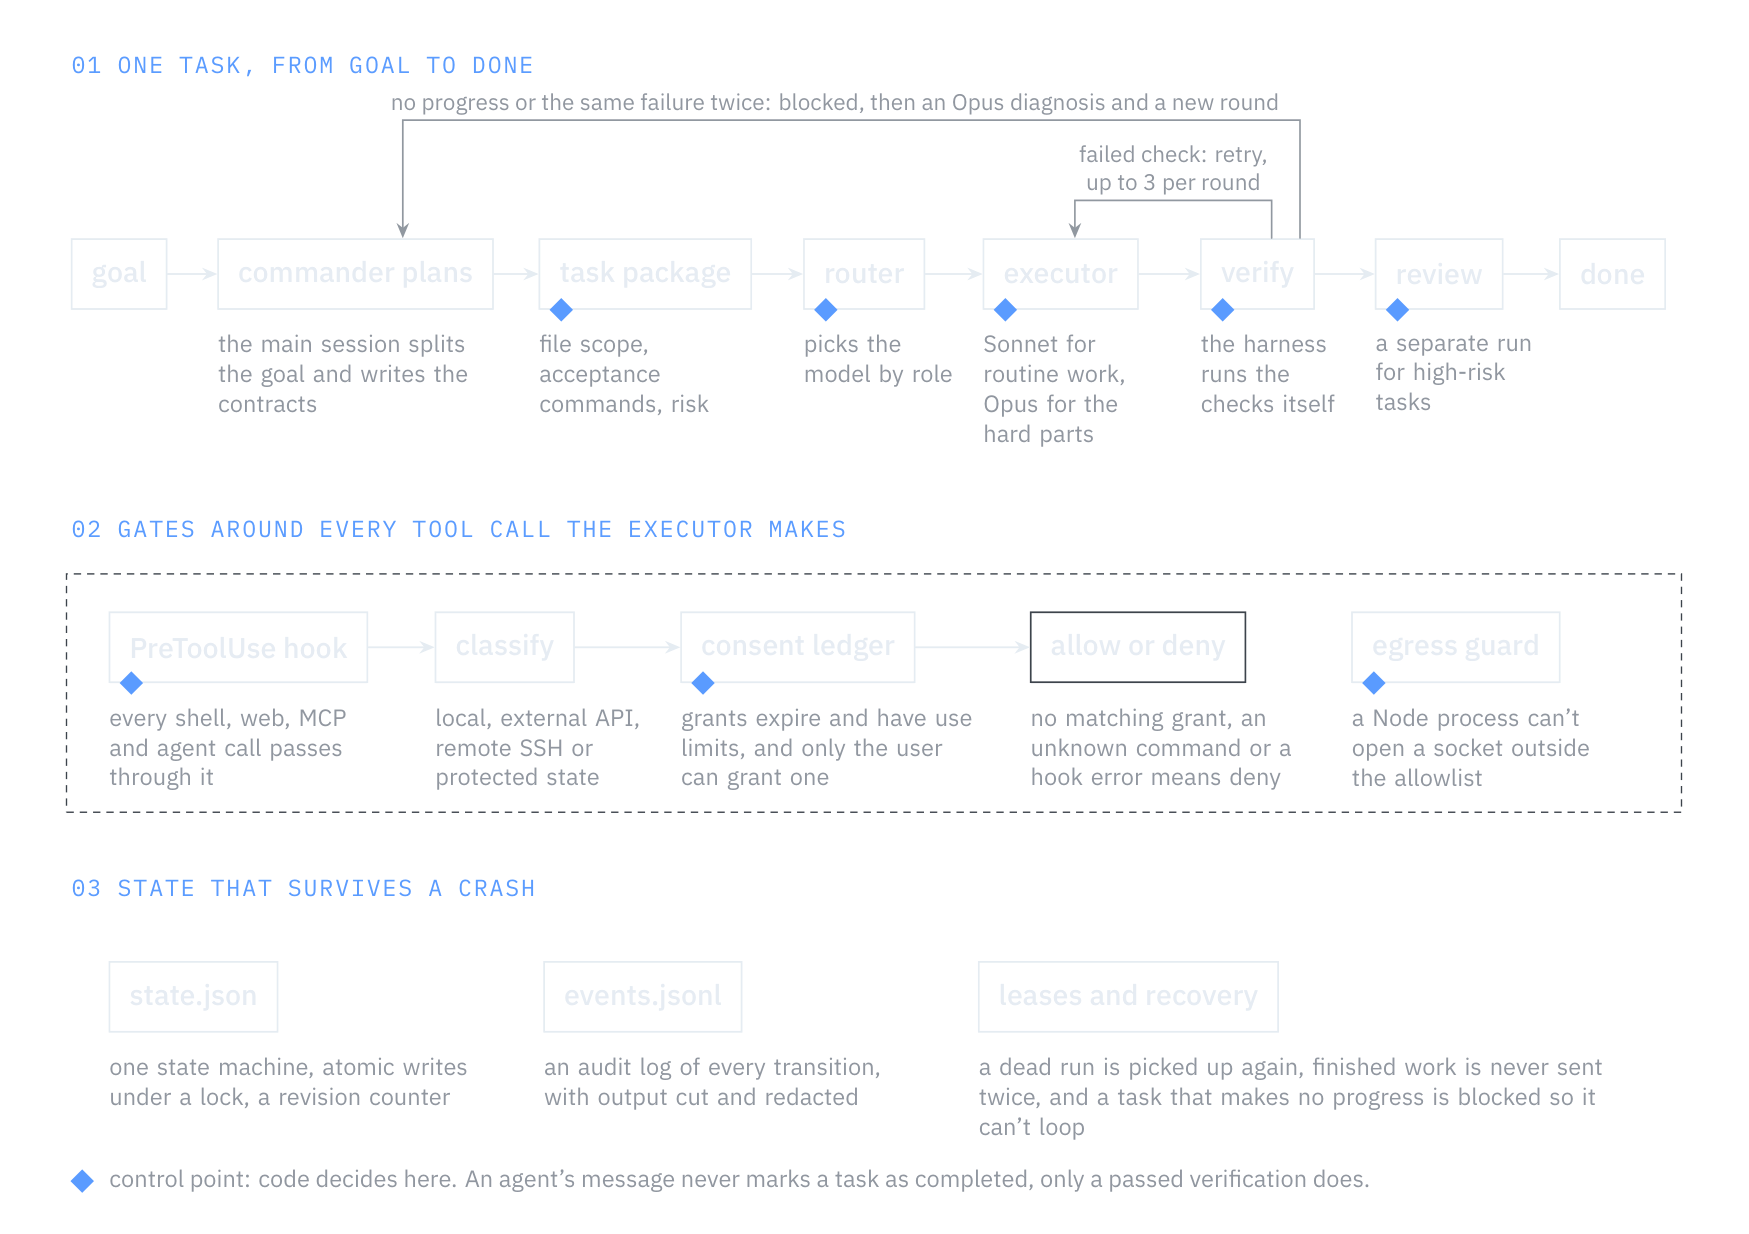 01 ONE TASK, FROM GOAL TO DONE
no progress or the same failure twice: blocked, then an Opus diagnosis and a new round
failed check: retry,
up to 3 per round
goal
commander plans
task package
router
executor
verify
review
done
the main session splits
the goal and writes the
contracts
file scope,
acceptance
commands, risk
picks the
model by role
Sonnet for
routine work,
Opus for the
hard parts
the harness
runs the
checks itself
a separate run
for high-risk
tasks
02 GATES AROUND EVERY TOOL CALL THE EXECUTOR MAKES
PreToolUse hook
classify
consent ledger
allow or deny
egress guard
every shell, web, MCP
and agent call passes
through it
local, external API,
remote SSH or
protected state
grants expire and have use
limits, and only the user
can grant one
no matching grant, an
unknown command or a
hook error means deny
a Node process can’t
open a socket outside
the allowlist
03 STATE THAT SURVIVES A CRASH
state.json
events.jsonl
leases and recovery
one state machine, atomic writes
under a lock, a revision counter
an audit log of every transition,
with output cut and redacted
a dead run is picked up again, finished work is never sent
twice, and a task that makes no progress is blocked so it
can’t loop
control point: code decides here. An agent’s message never marks a task as completed, only a passed verification does.